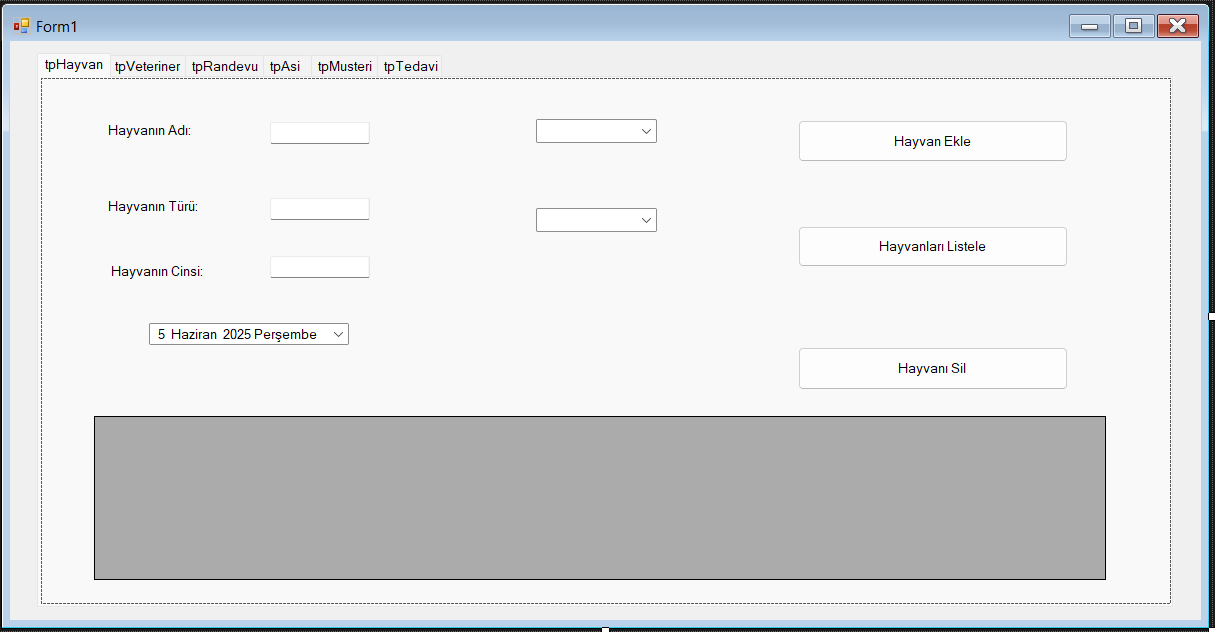 Form1
tpHayvan tpVeteriner tpRandevu tpAsi tpMusteri tpTedavi
Hayvanın Adı:
Hayvan Ekle
Hayvanın Türü:
Hayvanları Listele
Hayvanın Cinsi:
5 Haziran 2025 Perşembe
Hayvanı Sil